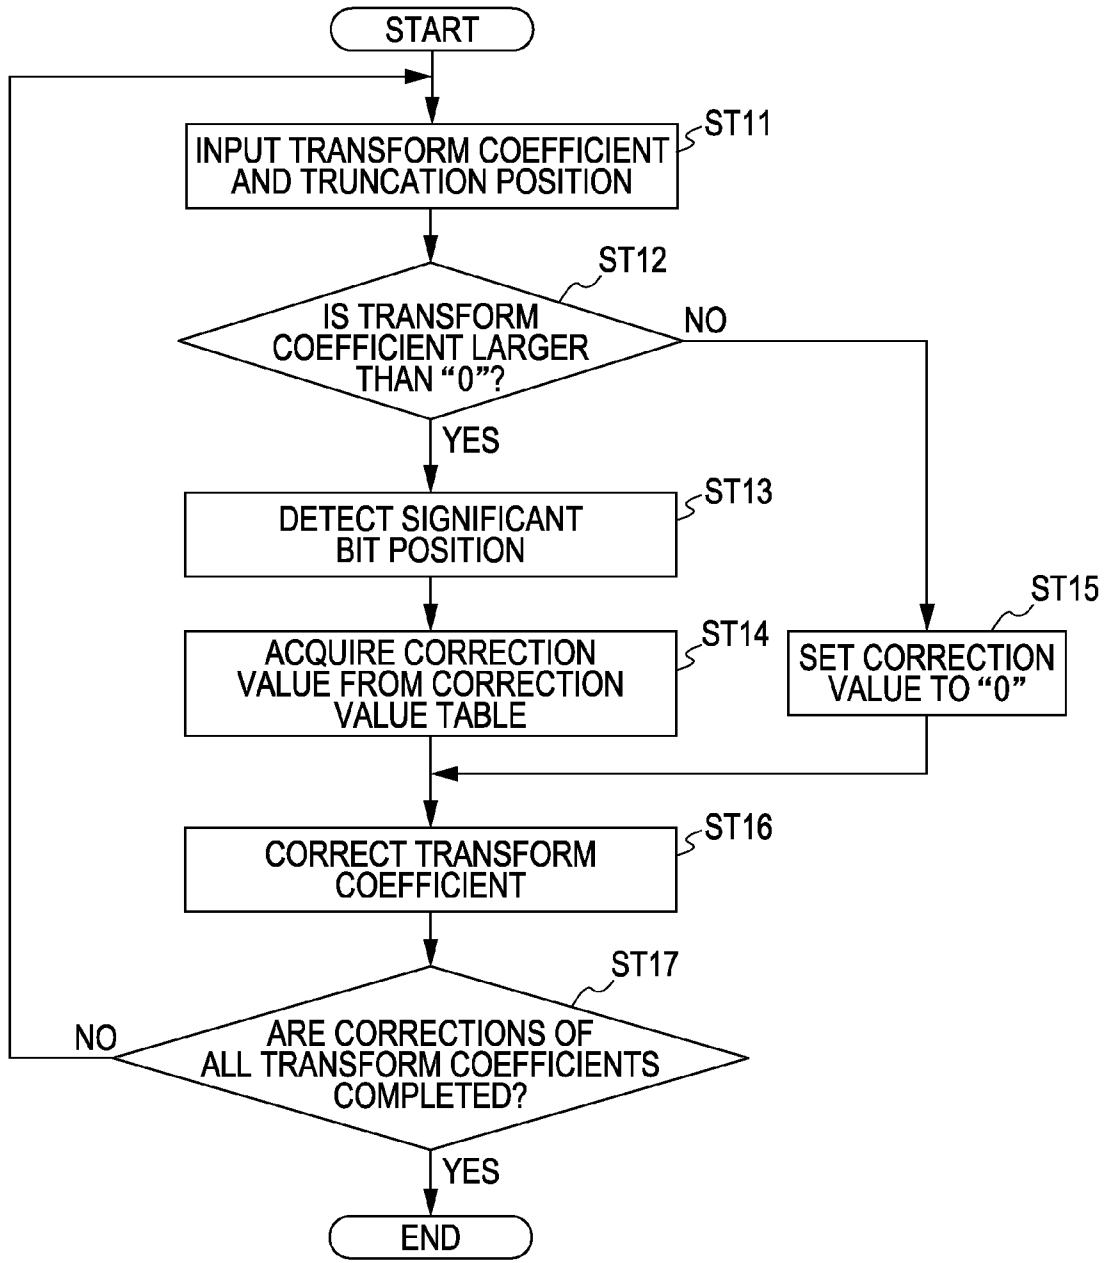 START
ST11
INPUT TRANSFORM COEFFICIENT
AND TRUNCATION POSITION
ST12
IS TRANSFORM
COEFFICIENT LARGER
THAN “0”?
NO
YES
ST13
DETECT SIGNIFICANT
BIT POSITION
ST14
ACQUIRE CORRECTION
VALUE FROM CORRECTION
VALUE TABLE
ST15
SET CORRECTION
VALUE TO “0”
ST16
CORRECT TRANSFORM
COEFFICIENT
ST17
ARE CORRECTIONS OF
ALL TRANSFORM COEFFICIENTS
COMPLETED?
NO
YES
END